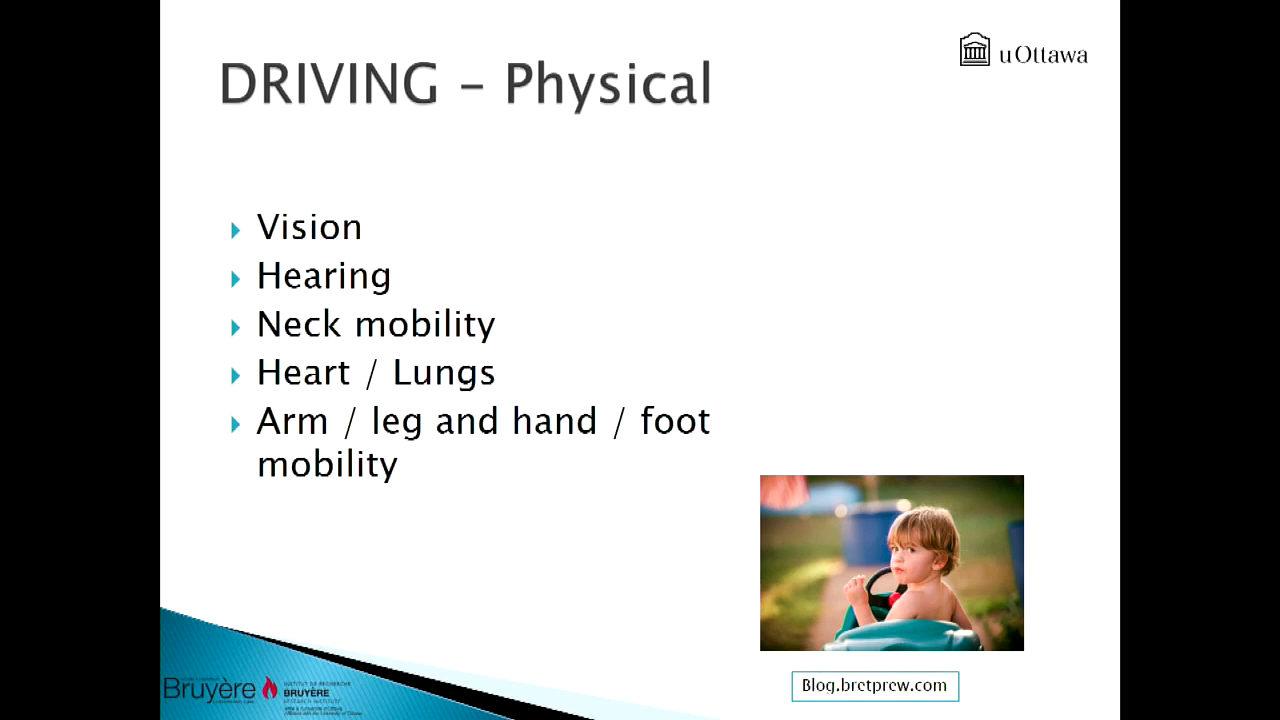 DRIVING – Physical
uOttawa
Vision
Hearing
Neck mobility
Heart / Lungs
Arm / leg and hand / foot
mobility
Bruyère
INSTITUT DE RECHERCHE
BRUYÈRE
RESEARCH INSTITUTE
Blog.bretprew.com